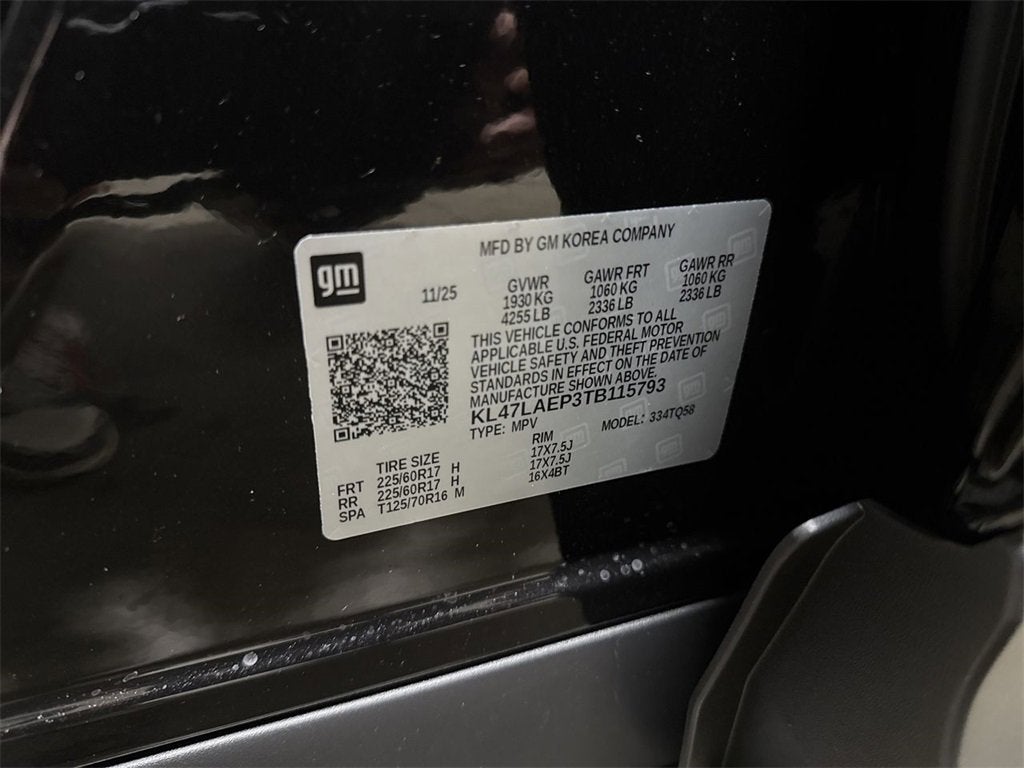 gm
MFD BY GM KOREA COMPANY
11/25
GVWR GAWR FRT GAWR RR
1930 KG 1060 KG 1060 KG
4255 LB 2336 LB 2336 LB
THIS VEHICLE CONFORMS TO ALL
APPLICABLE U.S. FEDERAL MOTOR
VEHICLE SAFETY AND THEFT PREVENTION
STANDARDS IN EFFECT ON THE DATE OF
MANUFACTURE SHOWN ABOVE.
KL47LAEP3TB115793
TYPE: MPV MODEL: 334TQ58
TIRE SIZE RIM
FRT 225/60R17 H 17X7.5J
RR 225/60R17 H 17X7.5J
SPA T125/70R16 M 16X4BT